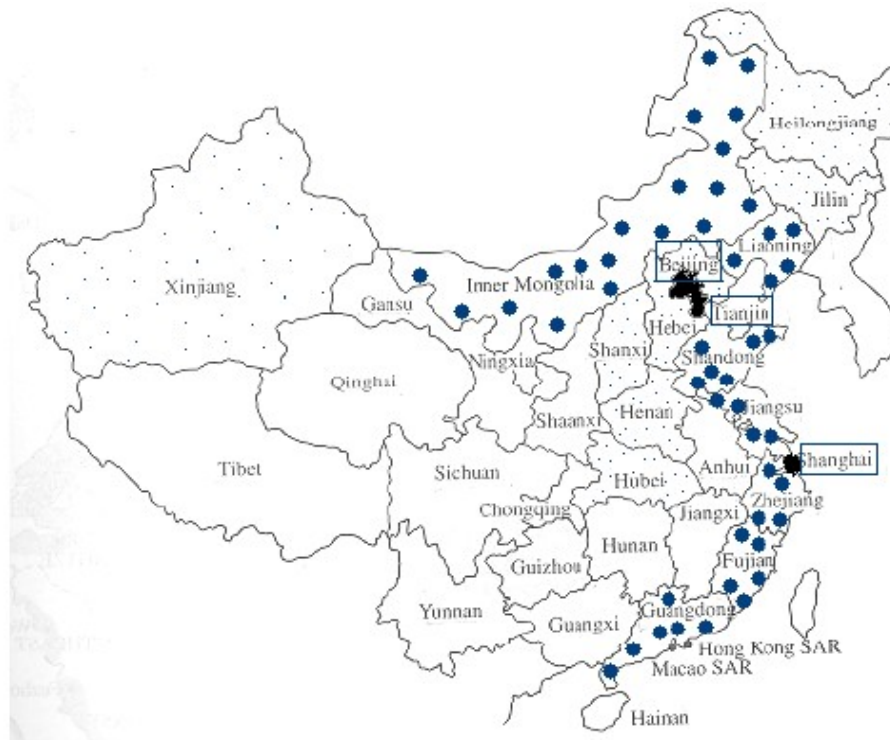 Heilongjiang
Jilin
Liaoning
Beijing
Xinjiang
Inner Mongolia
Gansu
Tianjin
Hebei
Ningxia
Shanxi
Shandong
Qinghai
Shaanxi
Henan
Jiangsu
Tibet
Sichuan
Hubei
Anhui
Shanghai
Chongqing
Zhejiang
Jiangxi
Hunan
Guizhou
Fujian
Yunnan
Guangxi
Guangdong
Hong Kong SAR
Macao SAR
Hainan